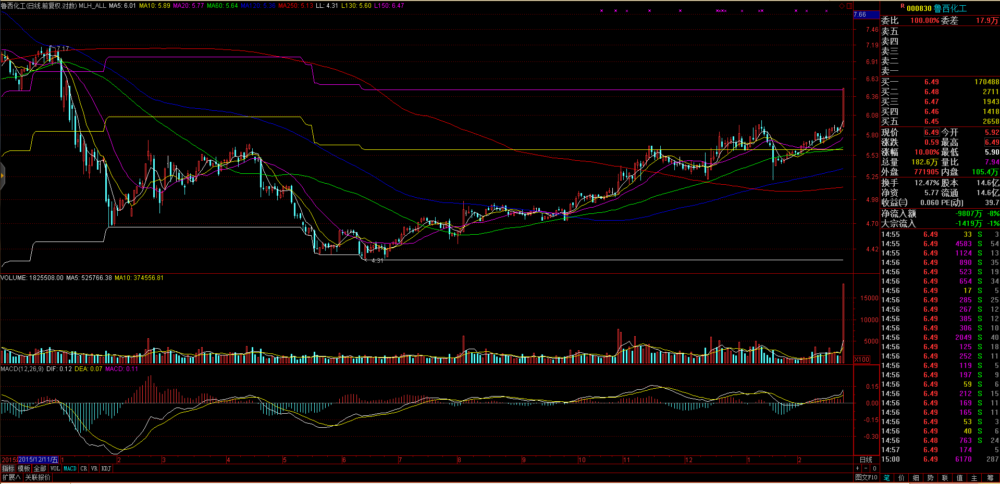 鲁西化工(日线.前复权.对数) MLH_ALL MA5: 6.01 MA10: 5.89 MA20: 5.77 MA60: 5.64 MA120: 5.36 MA250: 5.13 LL: 4.31 L130: 5.60 L150: 6.47
7.66
7.46
7.19
6.91
6.63
6.36
6.08
5.80
5.53
5.25
4.98
4.70
4.42
7.17
4.31
VOLUME: 1825508.00 MA5: 525766.38 MA10: 374556.81
15000
10000
5000
X100
MACD(12,26,9) DIF: 0.12 DEA: 0.07 MACD: 0.11
0.15
0.00
-0.15
-0.30
2015 2015/12/11/五 1 2 3 4 5 6 7 8 9 10 11 12 1 2 日线
指标 模板 全部 VOL MACD CR VR KDJ + - 0
扩展∧ 关联报价 图文F10
R 000830 鲁西化工
委比 100.00% 委差 17.9万
卖五
卖四
卖三
卖二
卖一
买一 6.49 170488
买二 6.48 2711
买三 6.47 1943
买四 6.46 1418
买五 6.45 2658
现价 6.49 今开 5.92
涨跌 0.59 最高 6.49
涨幅 10.00% 最低 5.90
总量 182.6万 量比 7.94
外盘 771905 内盘 105.4万
换手 12.47% 股本 14.6亿
净资 5.77 流通 14.6亿
收益㈢ 0.060 PE(动) 39.7
净流入额 -9807万 -8%
大宗流入 -1419万 -1%
14:55 6.49 33 S 3
14:55 6.49 4583 S 54
14:55 6.49 1124 S 13
14:56 6.49 890 S 35
14:56 6.49 523 S 19
14:56 6.49 654 S 34
14:56 6.49 17 S 5
14:56 6.49 285 S 25
14:56 6.49 267 S 12
14:56 6.49 385 S 12
14:56 6.49 306 S 10
14:56 6.49 2049 S 40
14:56 6.49 125 S 18
14:56 6.49 252 S 11
14:56 6.49 119 S 5
14:56 6.49 197 S 9
14:56 6.49 59 S 6
14:56 6.49 212 S 15
14:56 6.49 169 S 11
14:56 6.49 165 S 11
14:56 6.49 53 S 3
14:56 6.49 40 S 6
14:56 6.48 763 S 24
14:57 6.49 174 5
15:00 6.49 6170 287
笔 价 细 势 联 值 主 筹